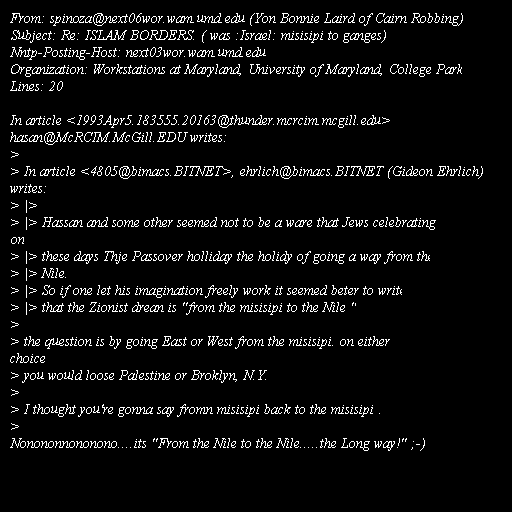 From: spinoza@next06wor.wam.umd.edu (Yon Bonnie Laird of Cairn Robbing)
Subject: Re: ISLAM BORDERS. ( was :Israel: misisipi to ganges)
Nntp-Posting-Host: next03wor.wam.umd.edu
Organization: Workstations at Maryland, University of Maryland, College Park
Lines: 20

In article <1993Apr5.183555.20163@thunder.mcrcim.mcgill.edu>
hasan@McRCIM.McGill.EDU writes:
>
> In article <4805@bimacs.BITNET>, ehrlich@bimacs.BITNET (Gideon Ehrlich)
writes:
> |>
> |> Hassan and some other seemed not to be a ware that Jews celebrating
on
> |> these days Thje Passover holliday the holidy of going a way from the
> |> Nile.
> |> So if one let his imagination freely work it seemed beter to write
> |> that the Zionist drean is "from the misisipi to the Nile "
>
> the question is by going East or West from the misisipi. on either
choice
> you would loose Palestine or Broklyn, N.Y.
>
> I thought you're gonna say fromn misisipi back to the misisipi .
>
Nonononnononono....its "From the Nile to the Nile.....the Long way!" ;-)